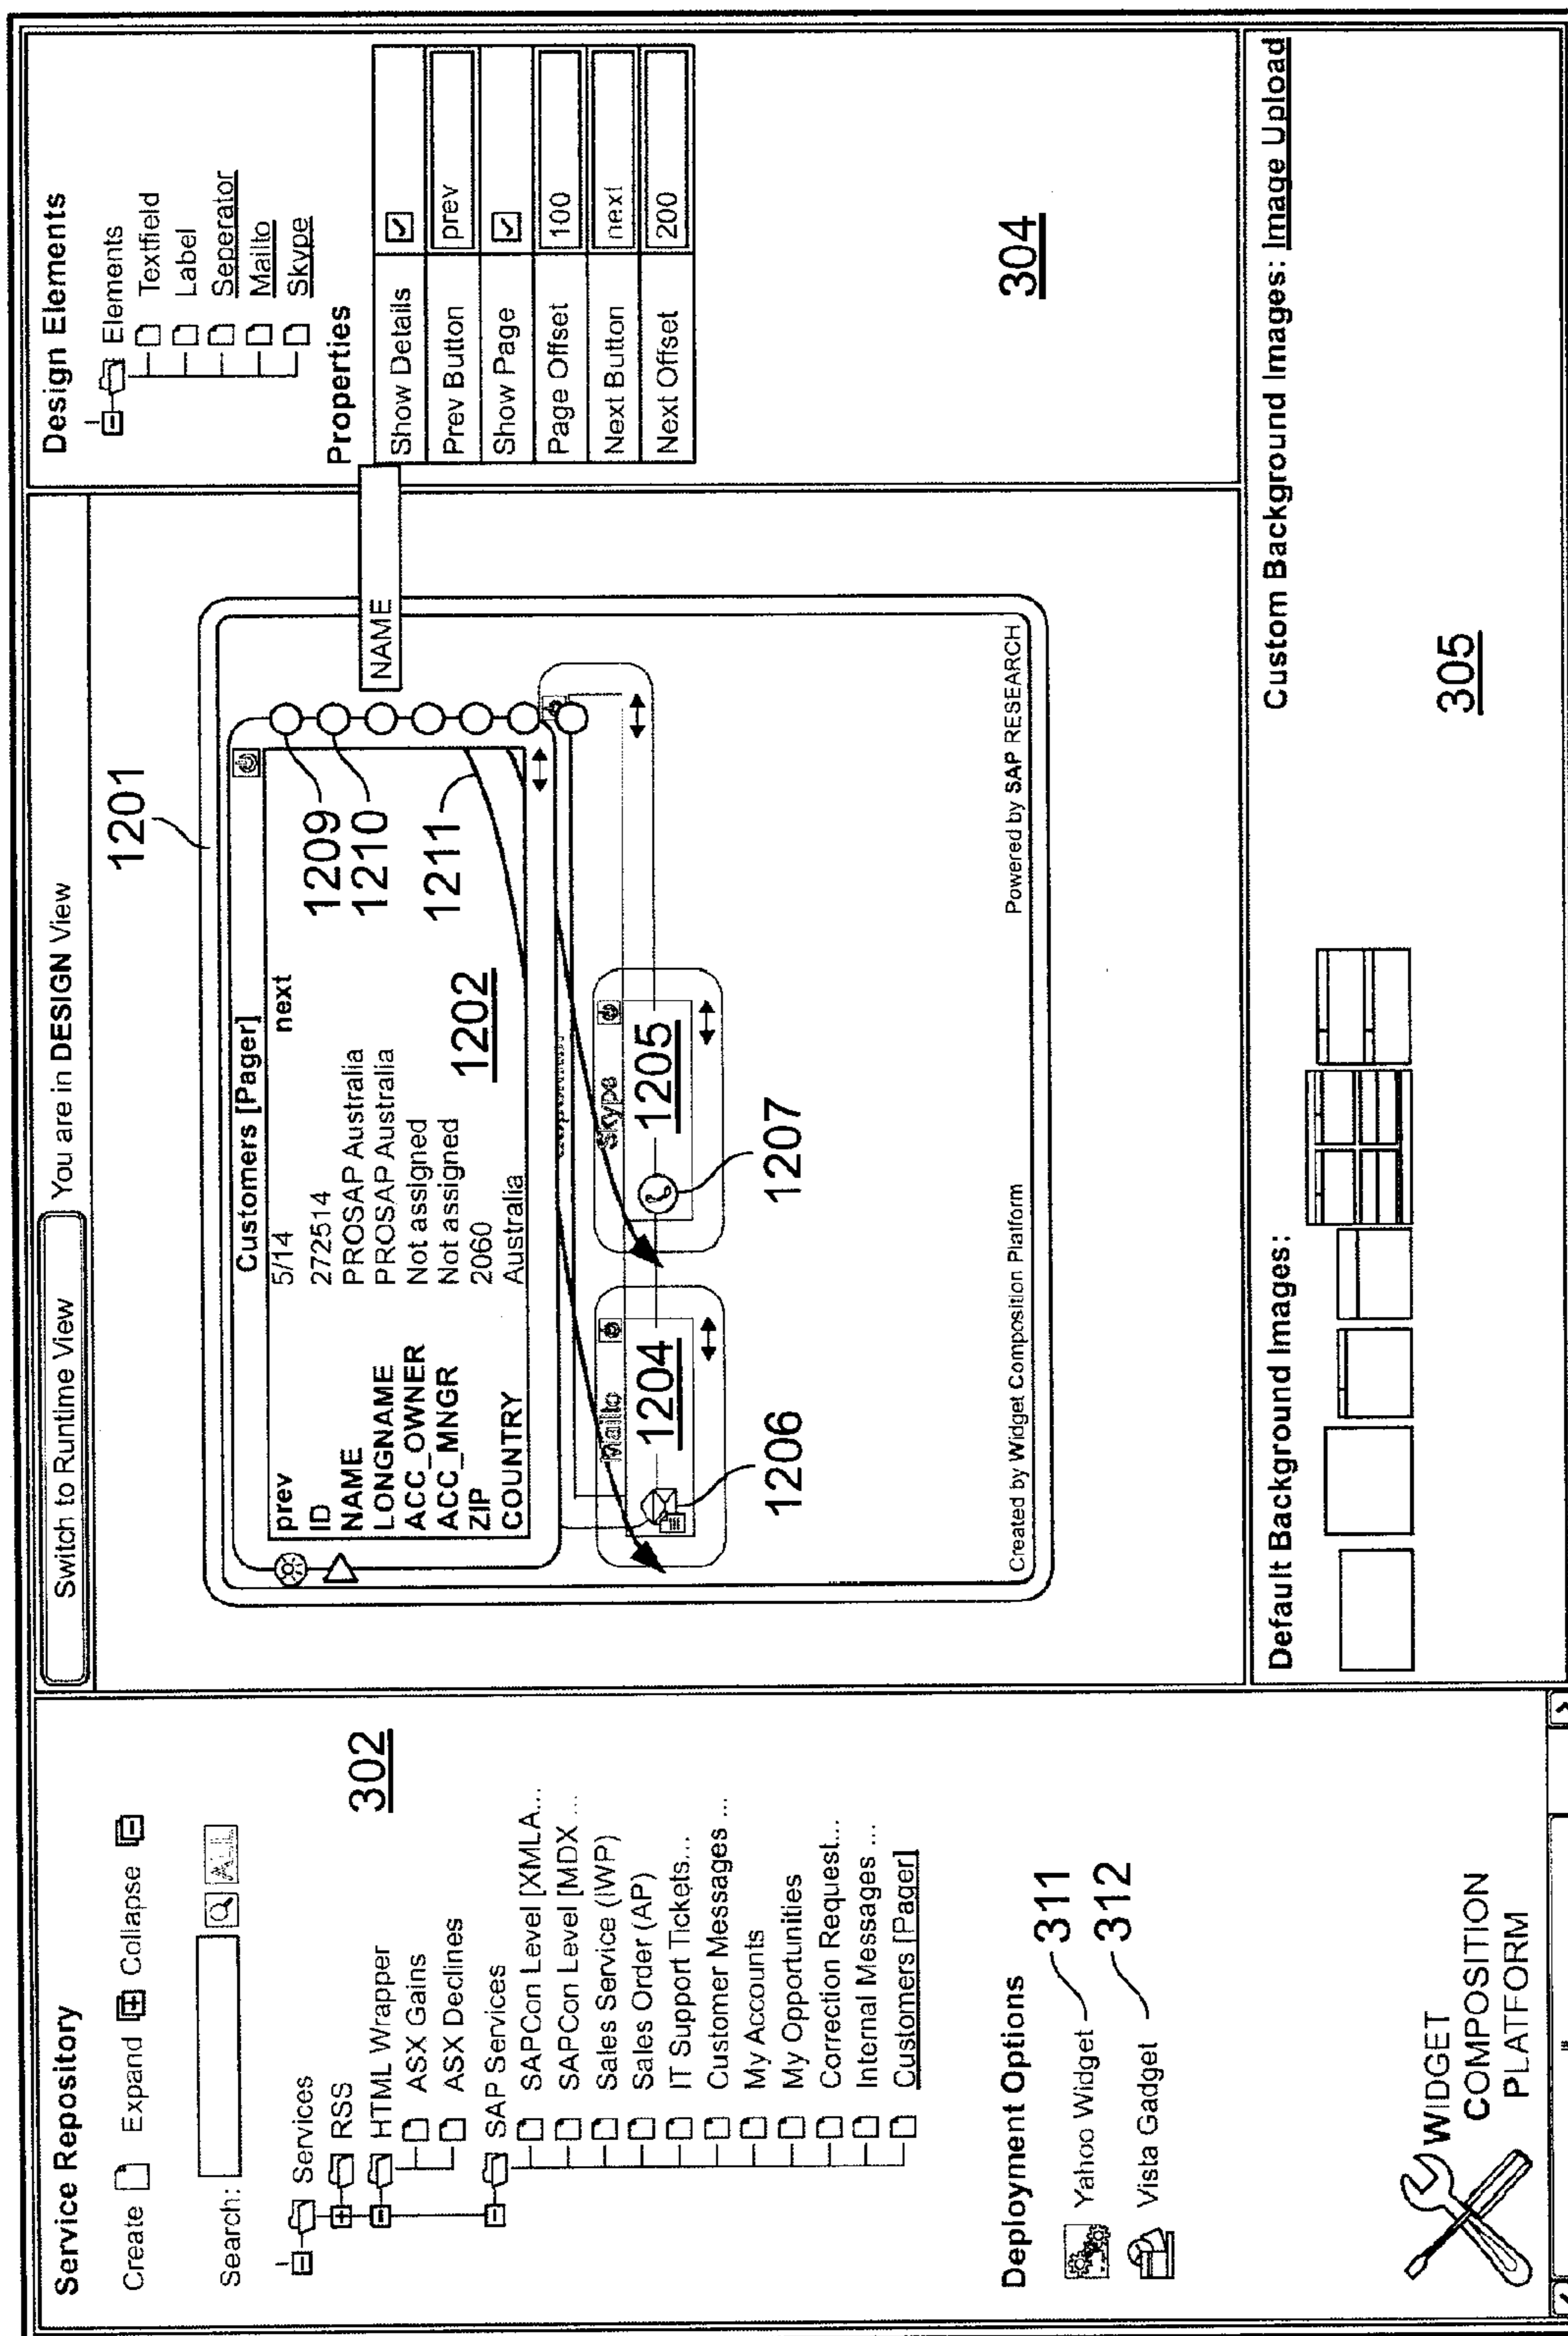 Service Repository
Create Expand Collapse
Search: ALL
Services
RSS
HTML Wrapper
ASX Gains
ASX Declines
SAP Services
SAPCon Level [XMLA...
SAPCon Level [MDX ...
Sales Service (IWP)
Sales Order (AP)
IT Support Tickets...
Customer Messages ...
My Accounts
My Opportunities
Correction Request...
Internal Messages ...
Customers [Pager]
302
Deployment Options
Yahoo Widget 311
Vista Gadget 312
WIDGET
COMPOSITION
PLATFORM
Switch to Runtime View You are in DESIGN View
1201
Customers [Pager]
prev 5/14 next
ID 272514
NAME PROSAP Australia
LONGNAME PROSAP Australia
ACC_OWNER Not assigned
ACC_MNGR Not assigned
ZIP 2060
COUNTRY Australia
1202
1209
1210
1211
NAME
Mailto
1204
Skype
1205
1206
1207
Created by Widget Composition Platform Powered by SAP RESEARCH
Design Elements
Elements
Textfield
Label
Seperator
Mailto
Skype
Properties
Show Details
Prev Button prev
Show Page
Page Offset 100
Next Button next
Next Offset 200
304
Default Background Images: Custom Background Images: Image Upload
305